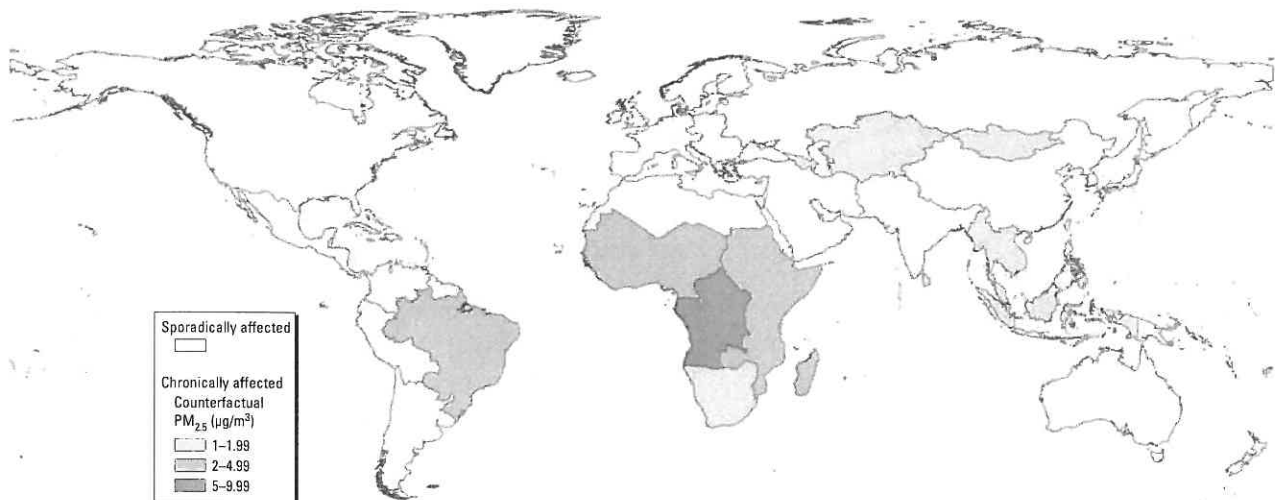 Sporadically affected
Chronically affected
Counterfactual
PM2.5 (µg/m³)
1–1.99
2–4.99
5–9.99